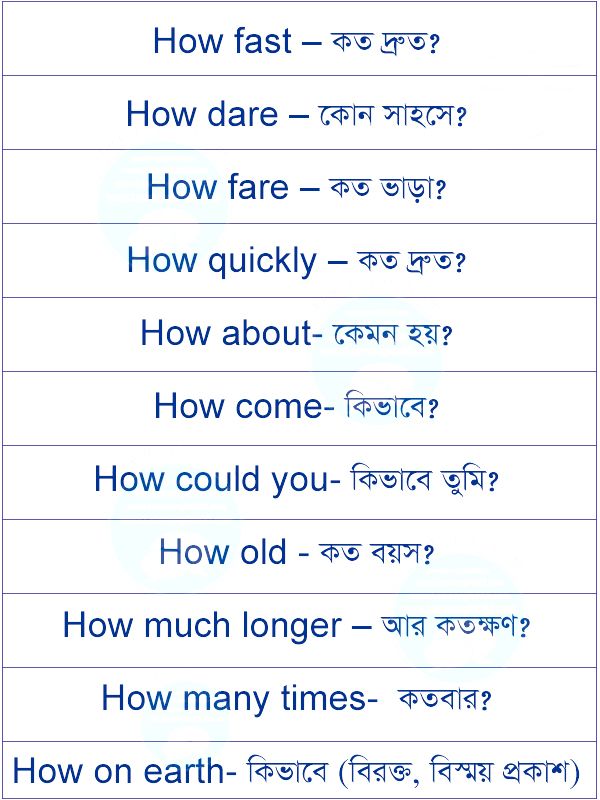 How fast – কত দ্রুত?
How dare – কোন সাহসে?
How fare – কত ভাড়া?
How quickly – কত দ্রুত?
How about- কেমন হয়?
How come- কিভাবে?
How could you- কিভাবে তুমি?
How old - কত বয়স?
How much longer – আর কতক্ষণ?
How many times- কতবার?
How on earth- কিভাবে (বিরক্ত, বিস্ময় প্রকাশ)